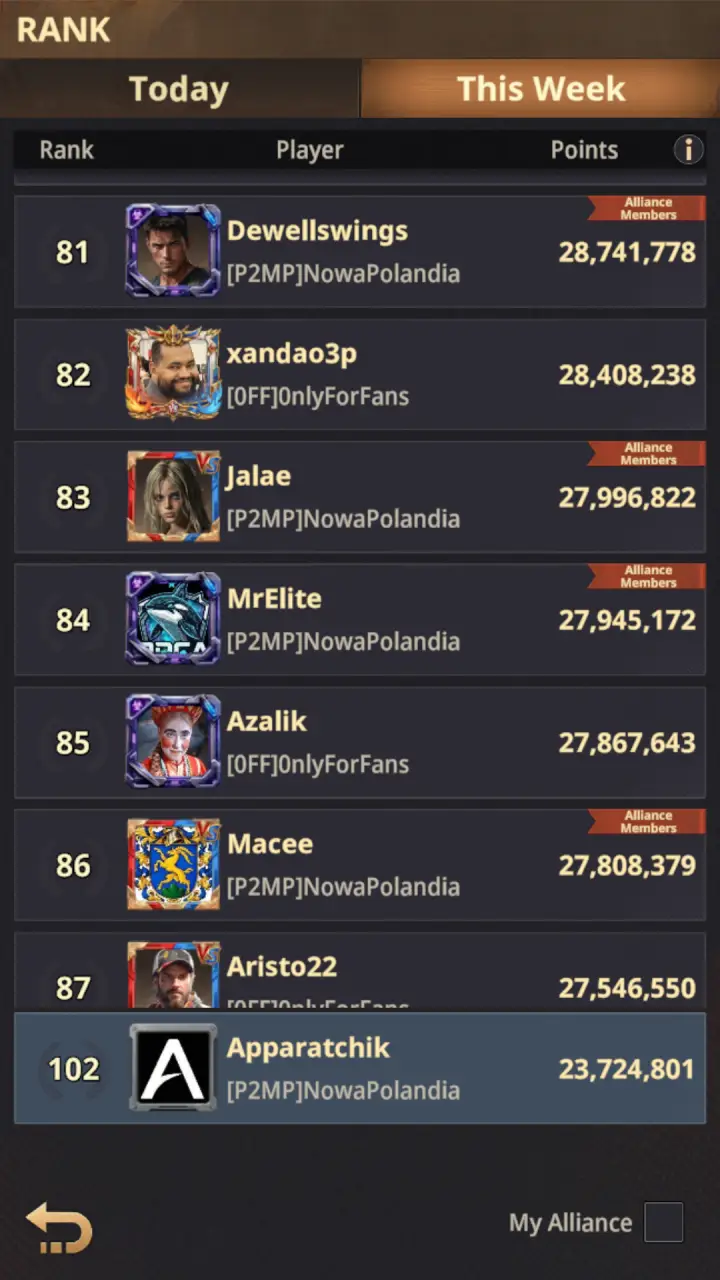 RANK
Today This Week
Rank Player Points
Alliance Members
81 Dewellswings 28,741,778
[P2MP]NowaPolandia
82 xandao3p 28,408,238
[0FF]0nlyForFans
Alliance Members
83 Jalae 27,996,822
[P2MP]NowaPolandia
Alliance Members
84 MrElite 27,945,172
[P2MP]NowaPolandia
85 Azalik 27,867,643
[0FF]0nlyForFans
Alliance Members
86 Macee 27,808,379
[P2MP]NowaPolandia
87 Aristo22 27,546,550
[0FF]0nlyForFans
102 A Apparatchik 23,724,801
[P2MP]NowaPolandia
My Alliance